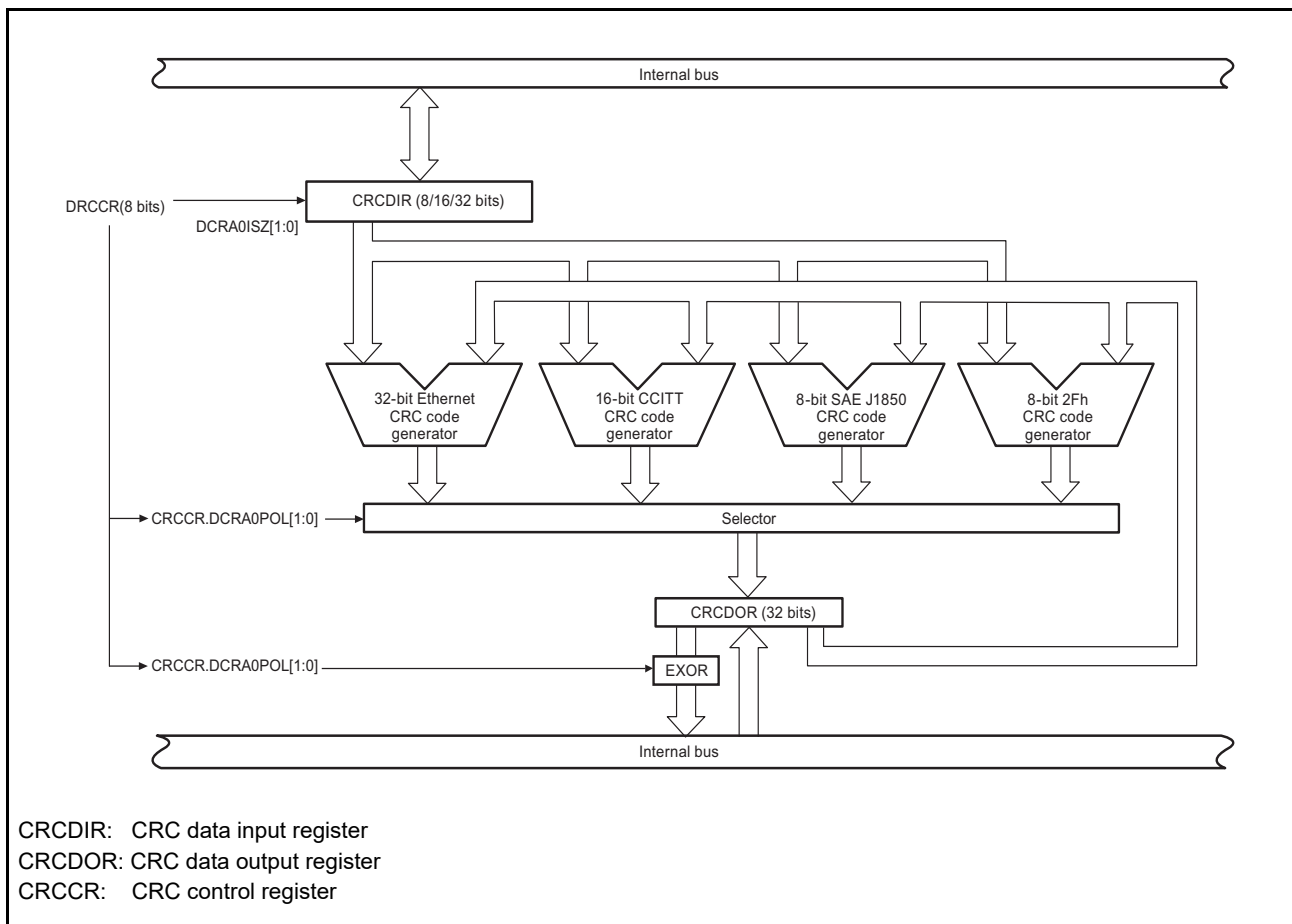 Internal bus
CRCDIR (8/16/32 bits)
DRCCR(8 bits)
DCRA0ISZ[1:0]
32-bit Ethernet
CRC code
generator
16-bit CCITT
CRC code
generator
8-bit SAE J1850
CRC code
generator
8-bit 2Fh
CRC code
generator
CRCCR.DCRA0POL[1:0]
Selector
CRCDOR (32 bits)
CRCCR.DCRA0POL[1:0]
EXOR
Internal bus
CRCDIR: CRC data input register
CRCDOR: CRC data output register
CRCCR: CRC control register